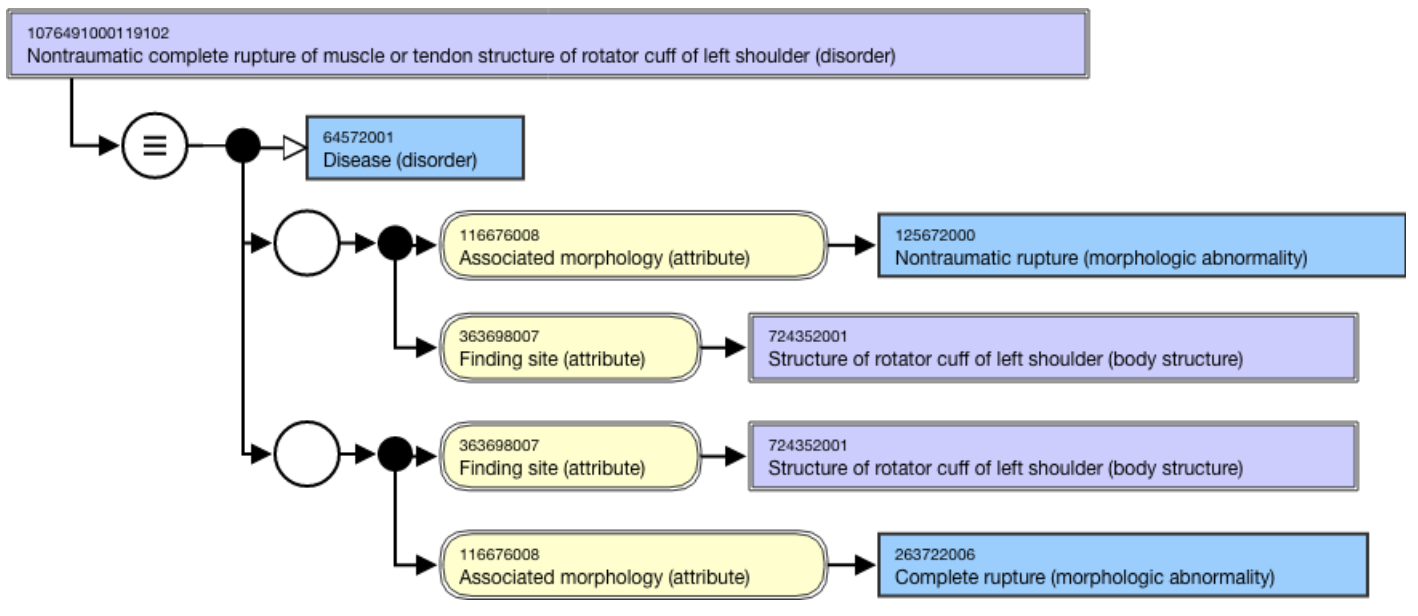 1076491000119102
Nontraumatic complete rupture of muscle or tendon structure of rotator cuff of left shoulder (disorder)
64572001
Disease (disorder)
116676008
Associated morphology (attribute)
125672000
Nontraumatic rupture (morphologic abnormality)
363698007
Finding site (attribute)
724352001
Structure of rotator cuff of left shoulder (body structure)
363698007
Finding site (attribute)
724352001
Structure of rotator cuff of left shoulder (body structure)
116676008
Associated morphology (attribute)
263722006
Complete rupture (morphologic abnormality)